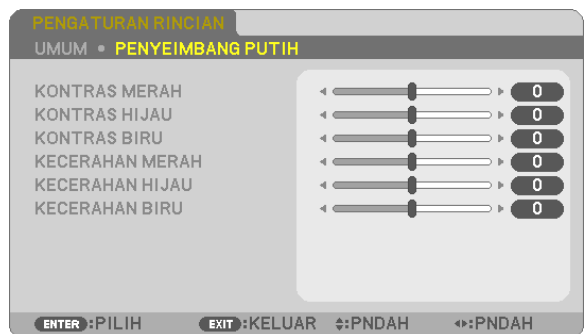 PENGATURAN RINCIAN
UMUM • PENYEIMBANG PUTIH
KONTRAS MERAH 0
KONTRAS HIJAU 0
KONTRAS BIRU 0
KECERAHAN MERAH 0
KECERAHAN HIJAU 0
KECERAHAN BIRU 0
ENTER :PILIH EXIT :KELUAR :PNDAH :PNDAH